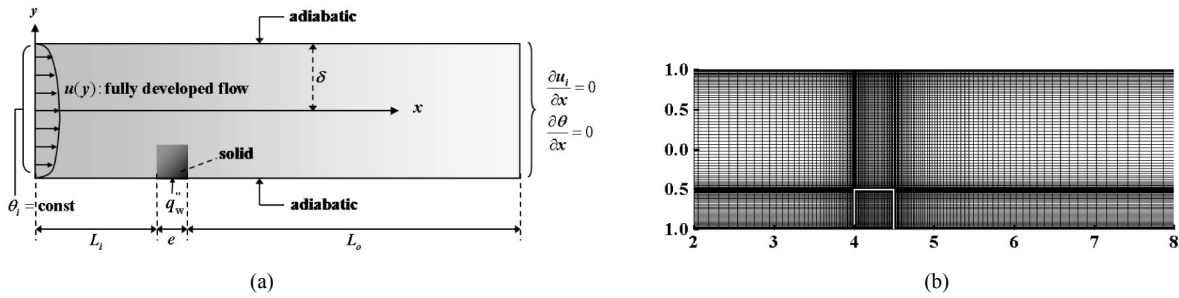 y
adiabatic
u(y): fully developed flow
δ
x
∂u_i/∂x = 0
∂θ/∂x = 0
solid
θ_i = const
q''_w
adiabatic
L_i
e
L_o
(a)
1.0
0.5
0.0
0.5
1.0
2 3 4 5 6 7 8
(b)